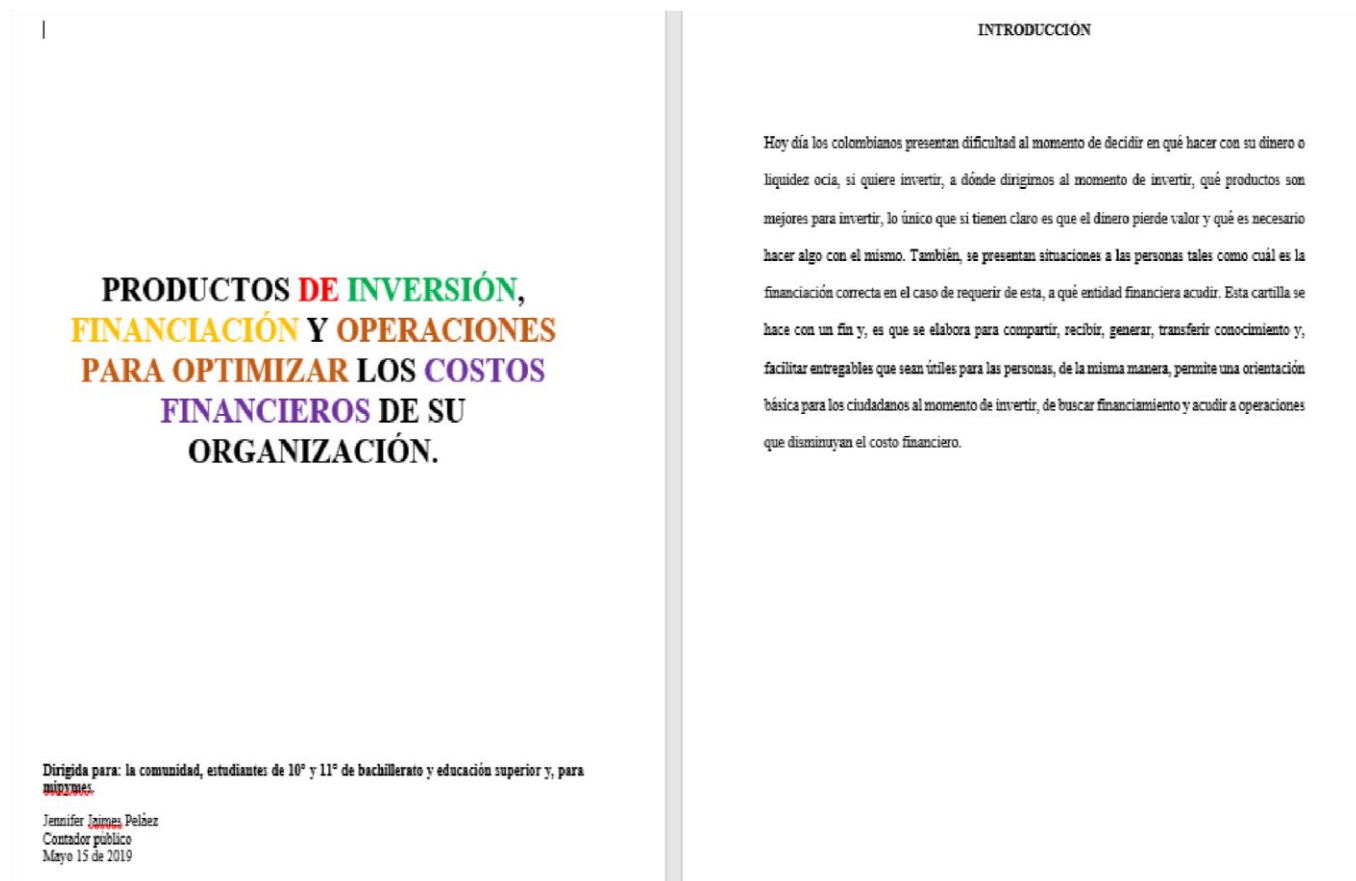 PRODUCTOS DE INVERSIÓN,
FINANCIACIÓN Y OPERACIONES
PARA OPTIMIZAR LOS COSTOS
FINANCIEROS DE SU
ORGANIZACIÓN.
Dirigida para: la comunidad, estudiantes de 10° y 11° de bachillerato y educación superior y, para
mipymes.
Jennifer Jaimes Peláez
Contador público
Mayo 15 de 2019
INTRODUCCIÓN
Hoy día los colombianos presentan dificultad al momento de decidir en qué hacer con su dinero o
liquidez ocia, si quiere invertir, a dónde dirigirnos al momento de invertir, qué productos son
mejores para invertir, lo único que si tienen claro es que el dinero pierde valor y qué es necesario
hacer algo con el mismo. También, se presentan situaciones a las personas tales como cuál es la
financiación correcta en el caso de requerir de esta, a qué entidad financiera acudir. Esta cartilla se
hace con un fin y, es que se elabora para compartir, recibir, generar, transferir conocimiento y,
facilitar entregables que sean útiles para las personas, de la misma manera, permite una orientación
básica para los ciudadanos al momento de invertir, de buscar financiamiento y acudir a operaciones
que disminuyan el costo financiero.